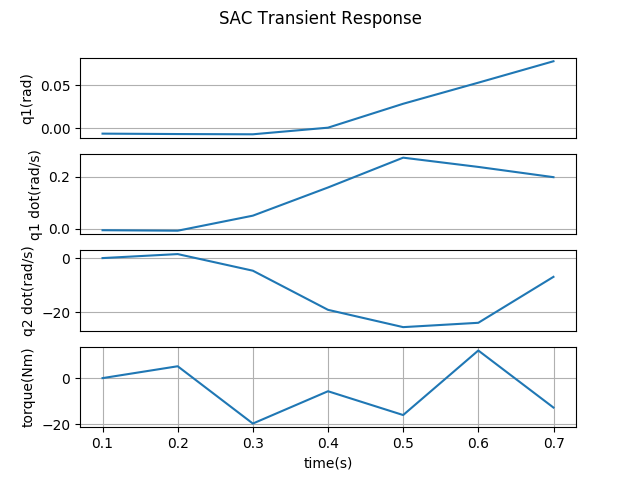 SAC Transient Response
q1(rad)
0.05
0.00
q1 dot(rad/s)
0.2
0.0
q2 dot(rad/s)
0
−20
torque(Nm)
0
−20
0.1 0.2 0.3 0.4 0.5 0.6 0.7
time(s)